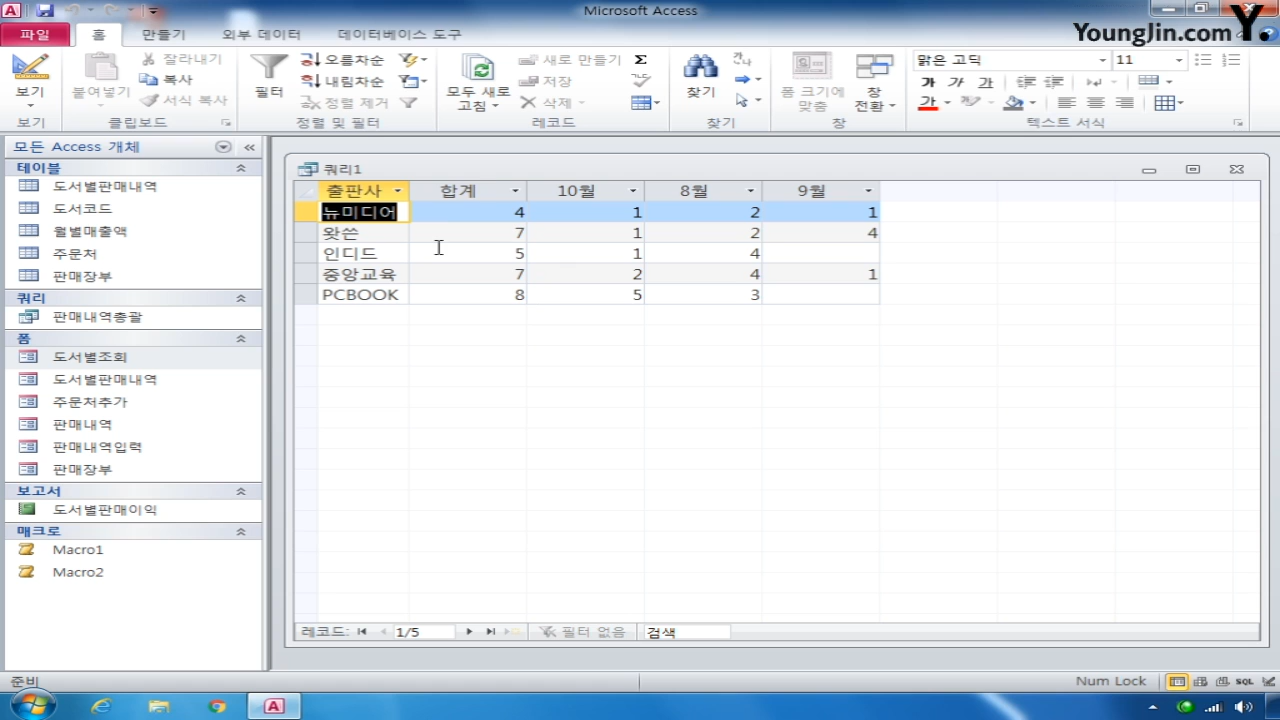 Microsoft Access
YoungJin.com Y.
파일 홈 만들기 외부 데이터 데이터베이스 도구
보기
보기
붙여넣기
잘라내기
복사
서식 복사
클립보드
필터
오름차순
내림차순
정렬 제거
정렬 및 필터
모두 새로
고침
새로 만들기
저장
삭제
레코드
찾기
찾기
폼 크기에
맞춤
창
전환
창
맑은 고딕 11
가 가 가
가
텍스트 서식
모든 Access 개체
테이블
도서별판매내역
도서코드
월별매출액
주문처
판매장부
쿼리
판매내역총괄
폼
도서별조회
도서별판매내역
주문처추가
판매내역
판매내역입력
판매장부
보고서
도서별판매이익
매크로
Macro1
Macro2
쿼리1
출판사 합계 10월 8월 9월
뉴미디어 4 1 2 1
왓쓴 7 1 2 4
인디드 5 1 4
중앙교육 7 2 4 1
PCBOOK 8 5 3
레코드: 1/5 필터 없음 검색
준비 Num Lock SQL